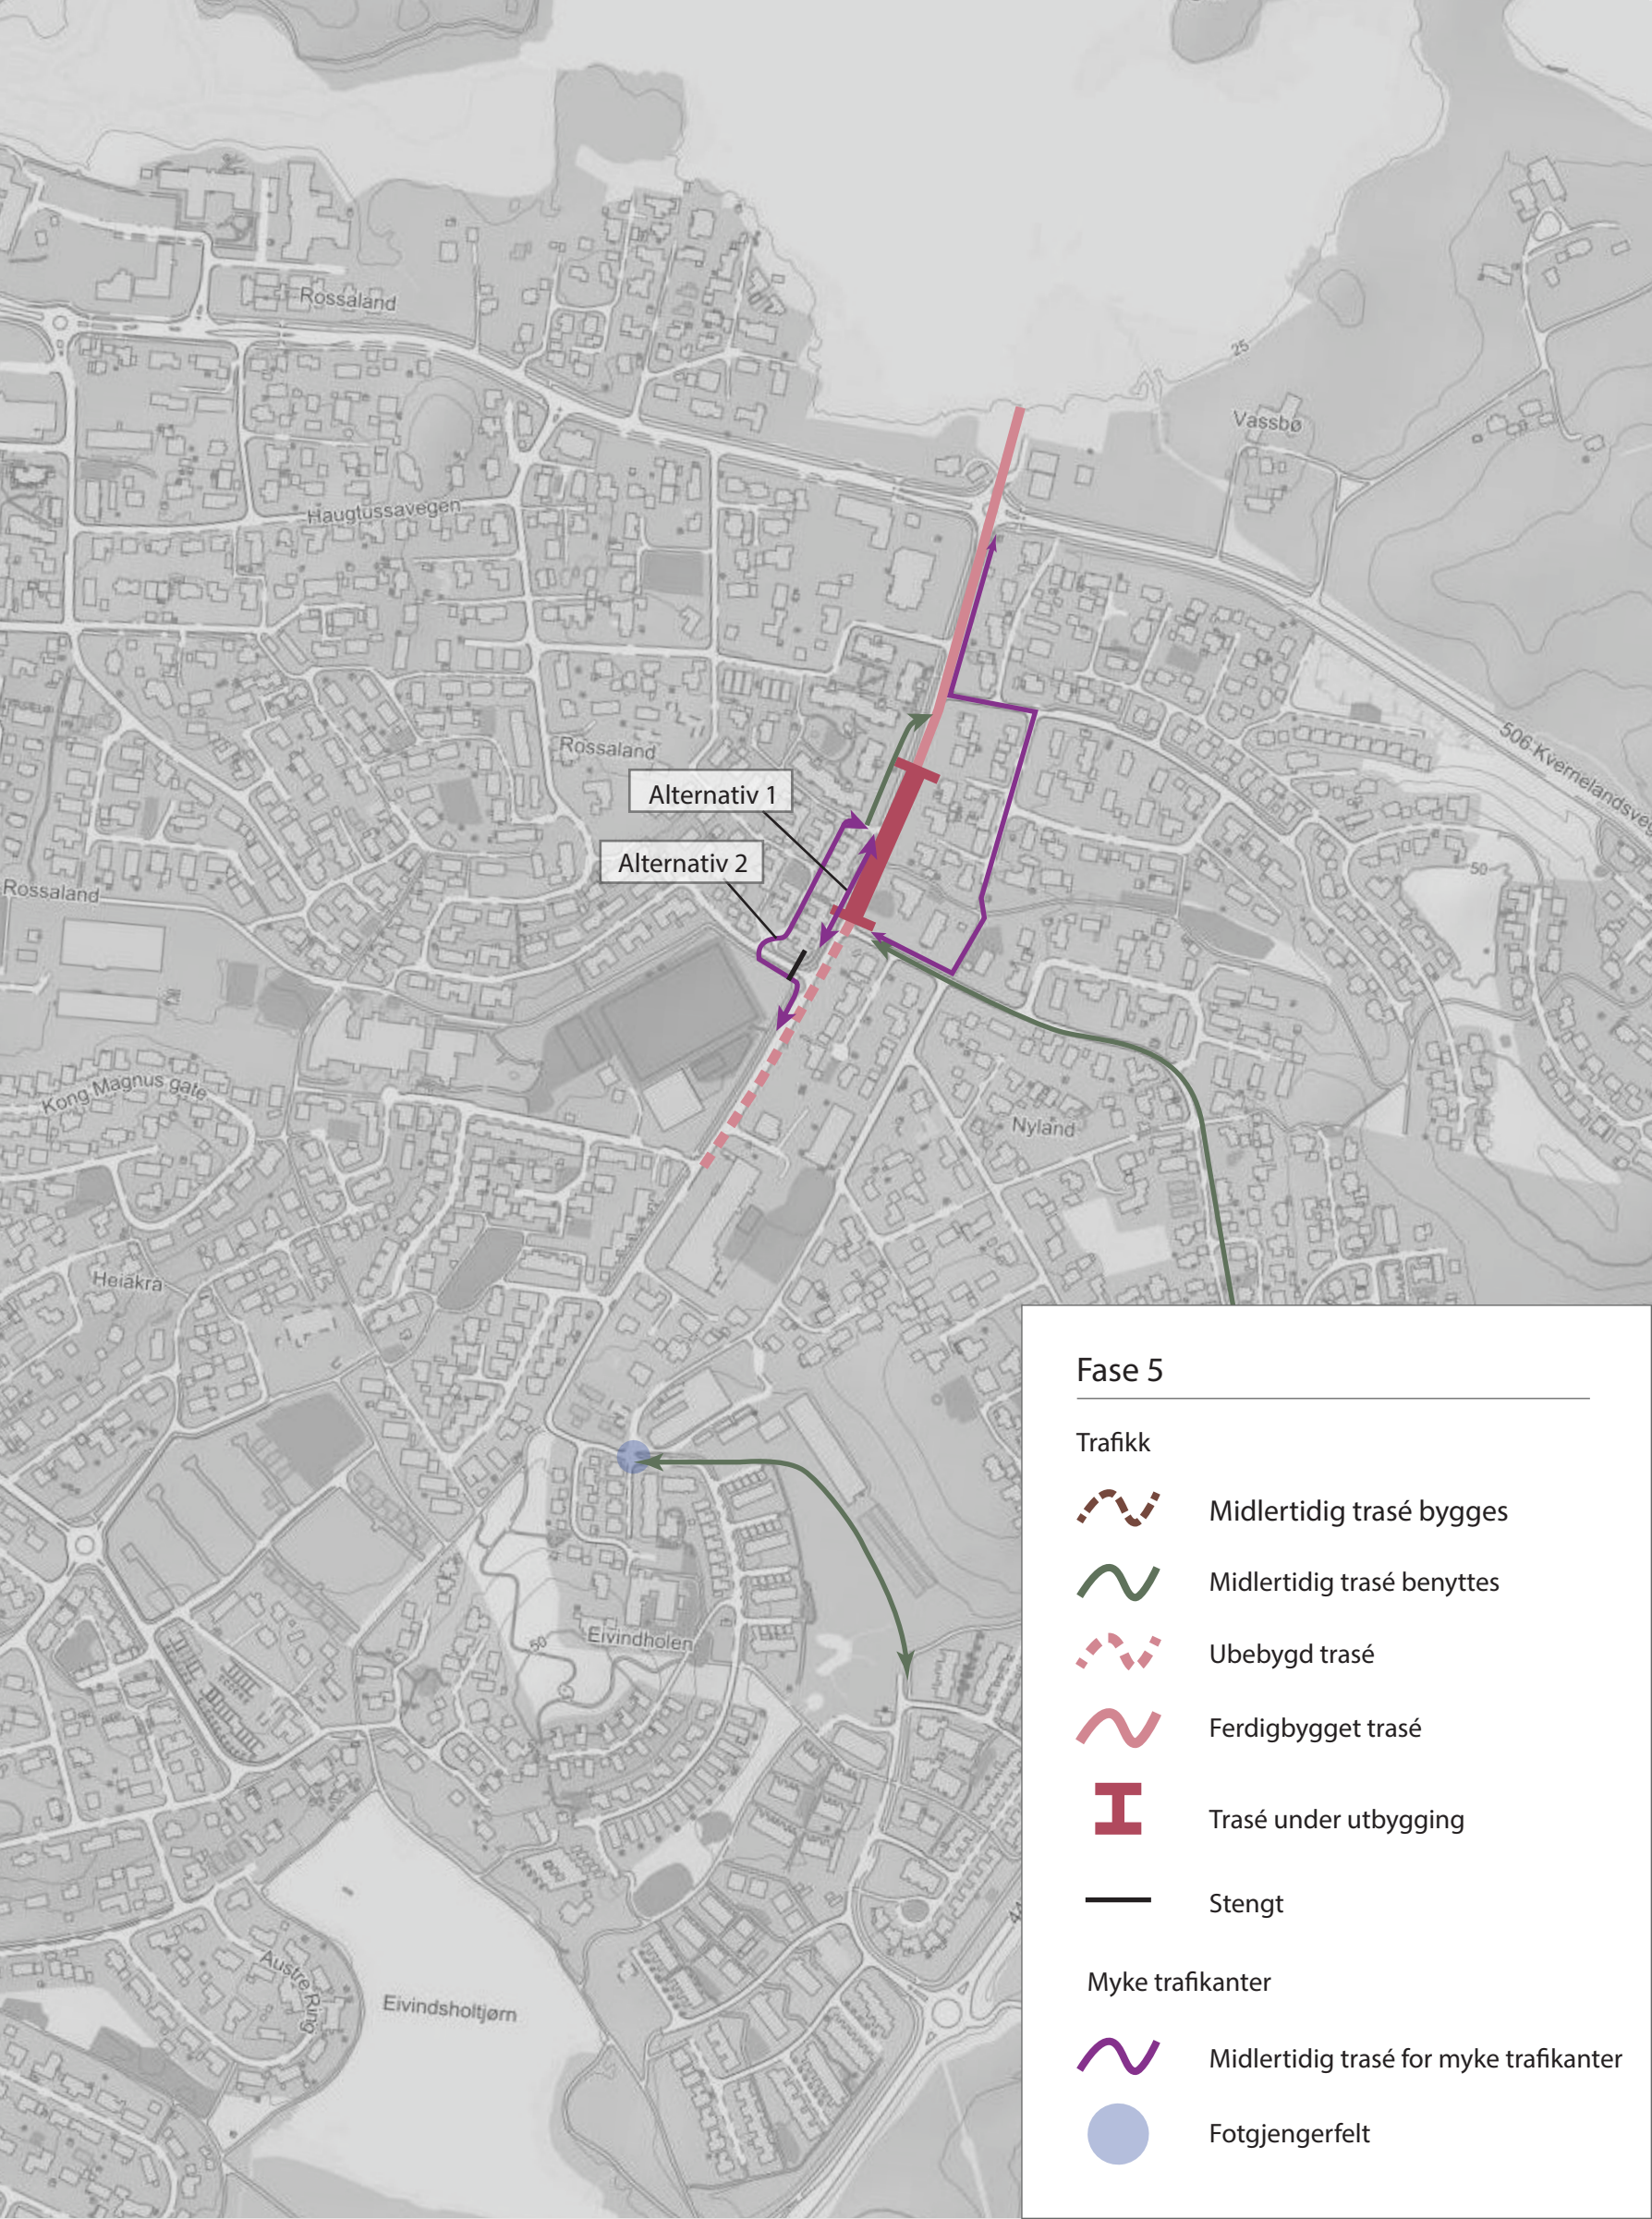 Rossaland
25
Vassbø
Haugtussavegen
506 Kvernelandsve
Rossaland
Alternativ 1
Alternativ 2
50
Rossaland
Kong Magnus gate
Nyland
Heiakra
Eivindholen
50
44
Austre Ring
Eivindsholtjørn
Fase 5
Trafikk
Midlertidig trasé bygges
Midlertidig trasé benyttes
Ubebygd trasé
Ferdigbygget trasé
Trasé under utbygging
Stengt
Myke trafikanter
Midlertidig trasé for myke trafikanter
Fotgjengerfelt